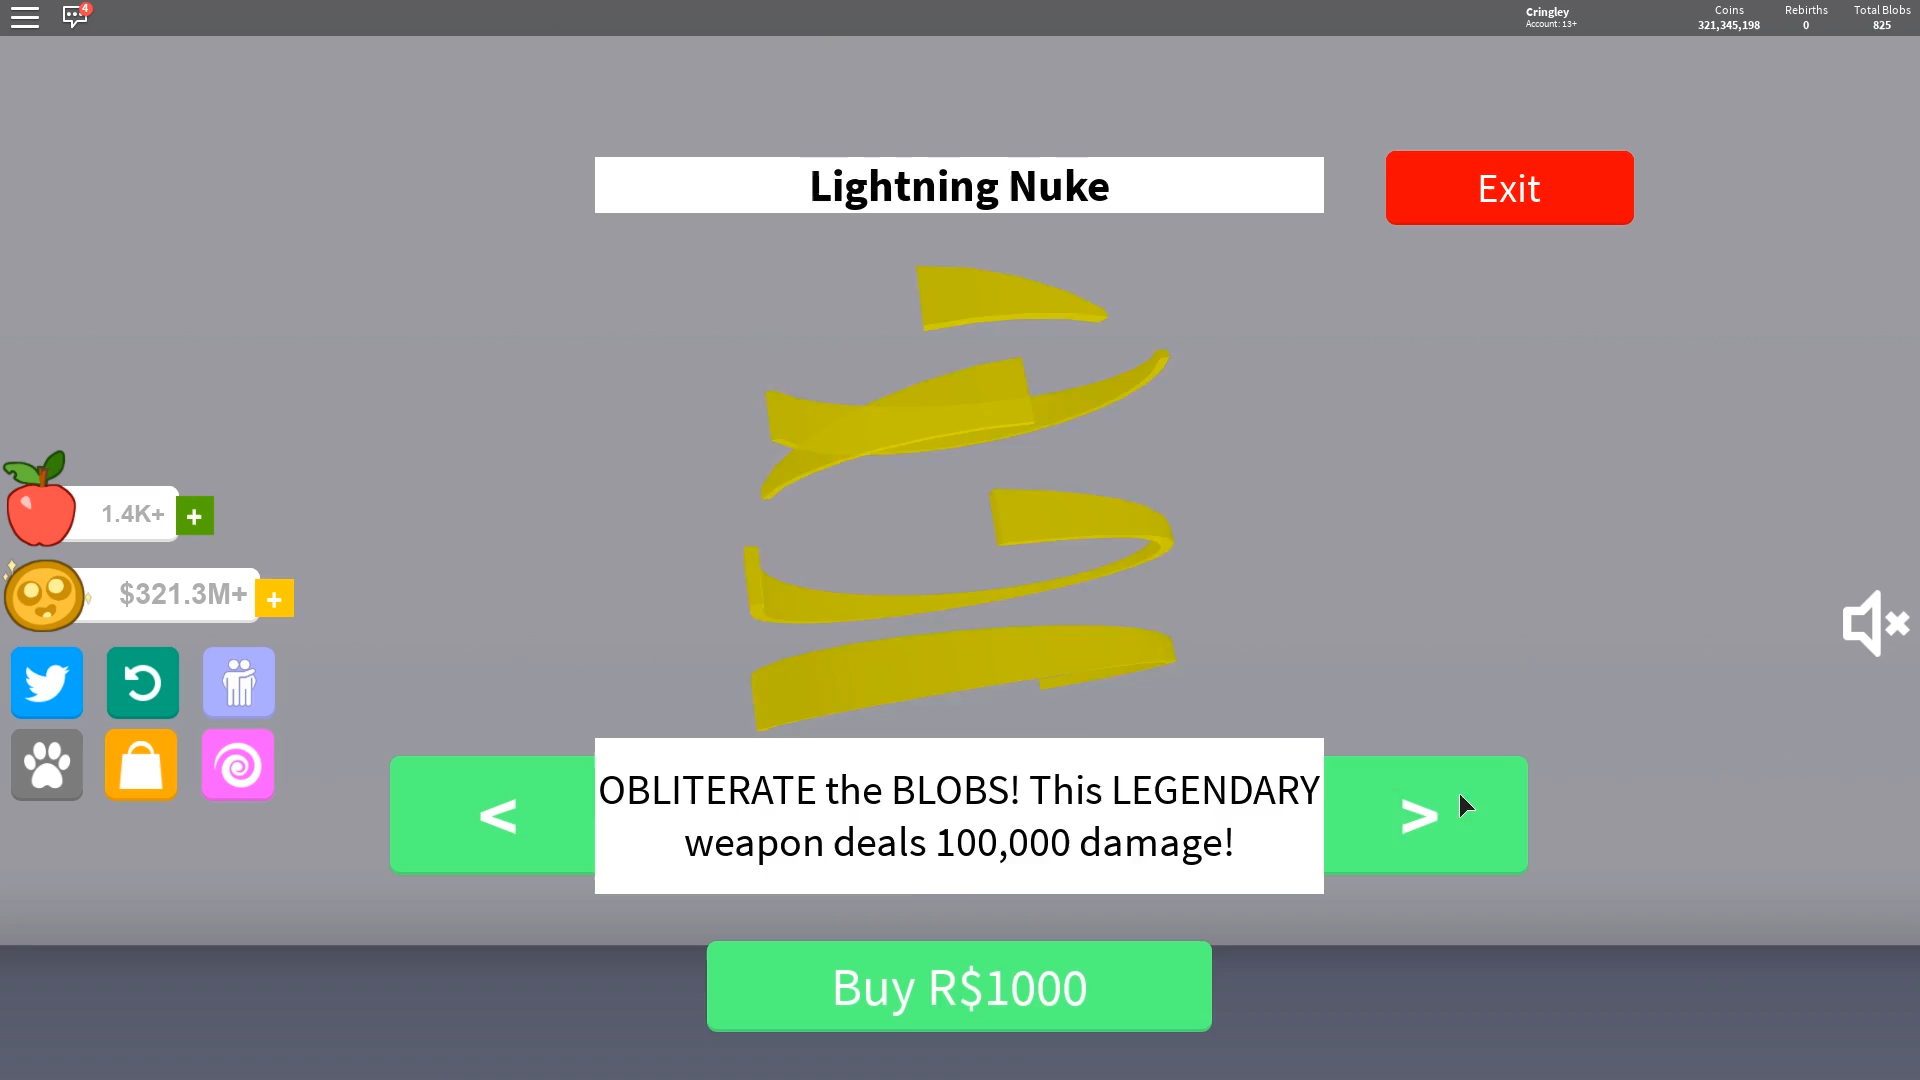 4
Cringley
Account: 13+
Coins
321,345,198
Rebirths
0
Total Blobs
825
Lightning Nuke
Exit
1.4K+
+
$321.3M+
+
<
OBLITERATE the BLOBS! This LEGENDARY
weapon deals 100,000 damage!
>
Buy R$1000